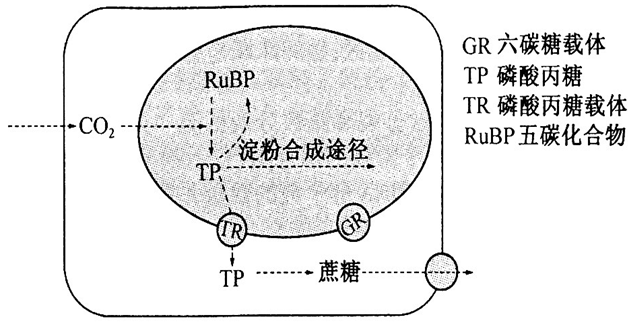 RuBP
CO₂
淀粉合成途径
TP
TR
GR
TP
蔗糖
GR 六碳糖载体
TP 磷酸丙糖
TR 磷酸丙糖载体
RuBP 五碳化合物